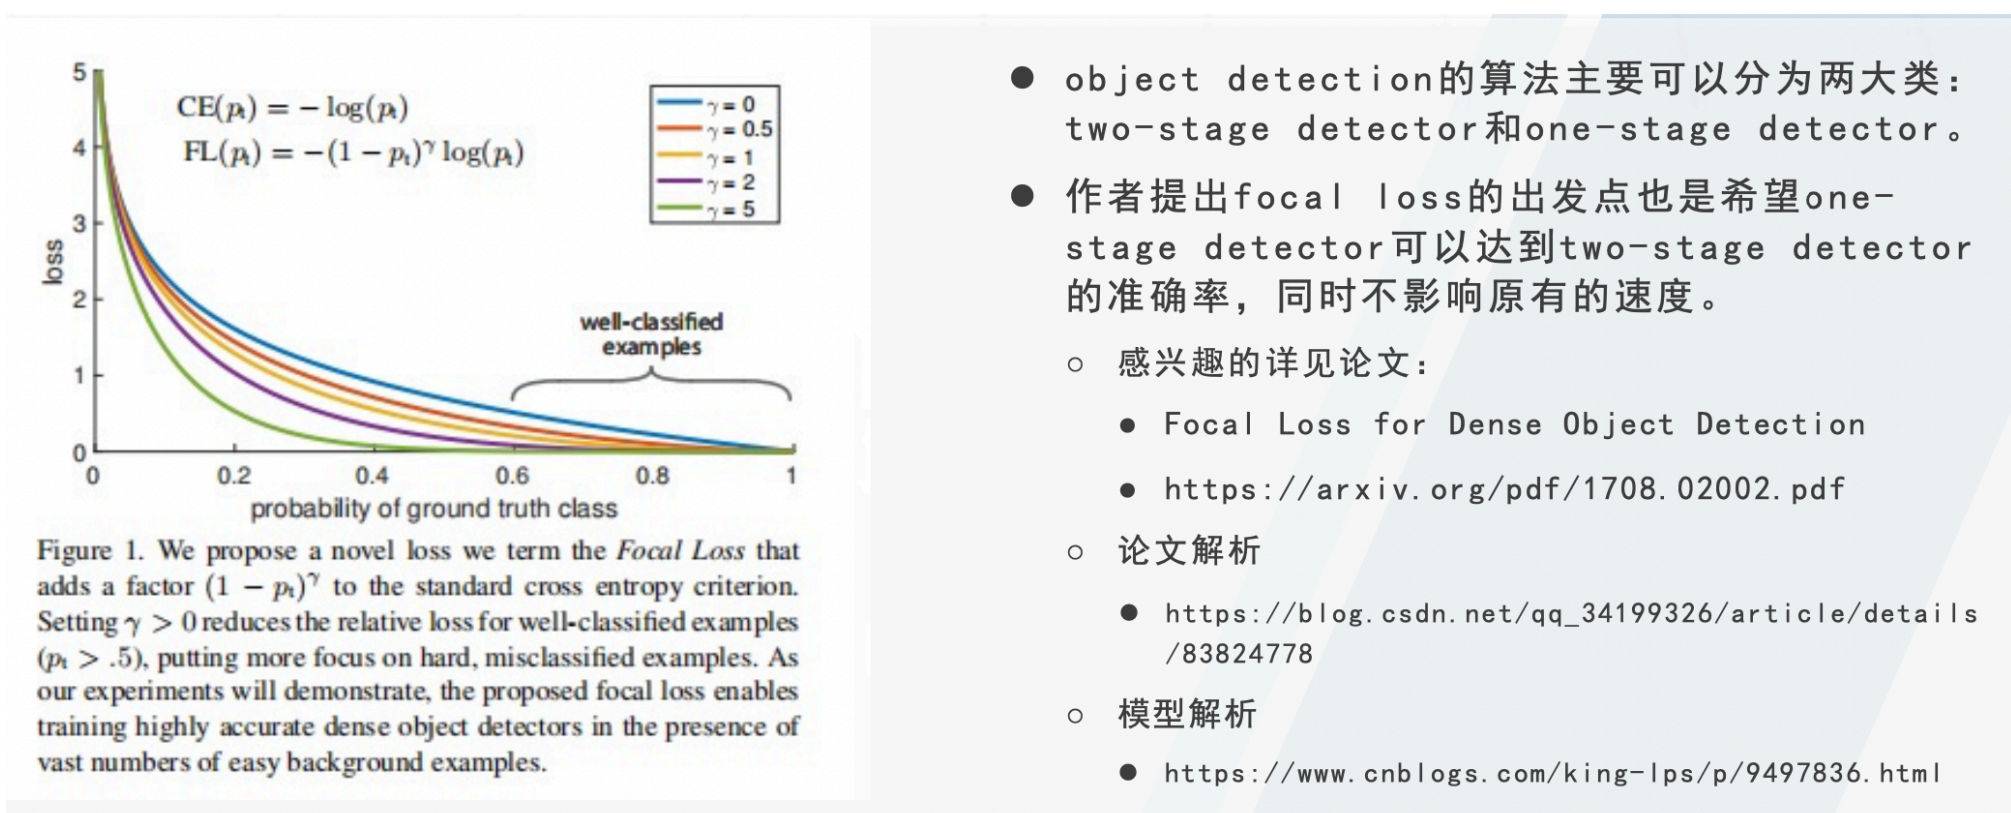 5
4
3
2
1
0
loss
CE(pₜ) = − log(pₜ)
FL(pₜ) = −(1 − pₜ)^γ log(pₜ)
γ = 0
γ = 0.5
γ = 1
γ = 2
γ = 5
well-classified
examples
0 0.2 0.4 0.6 0.8 1
probability of ground truth class
Figure 1. We propose a novel loss we term the Focal Loss that
adds a factor (1 − pₜ)^γ to the standard cross entropy criterion.
Setting γ > 0 reduces the relative loss for well-classified examples
(pₜ > .5), putting more focus on hard, misclassified examples. As
our experiments will demonstrate, the proposed focal loss enables
training highly accurate dense object detectors in the presence of
vast numbers of easy background examples.
● object detection的算法主要可以分为两大类：
two-stage detector和one-stage detector。
● 作者提出focal loss的出发点也是希望one-
stage detector可以达到two-stage detector
的准确率，同时不影响原有的速度。
○ 感兴趣的详见论文：
● Focal Loss for Dense Object Detection
● https://arxiv.org/pdf/1708.02002.pdf
○ 论文解析
● https://blog.csdn.net/qq_34199326/article/details
/83824778
○ 模型解析
● https://www.cnblogs.com/king-lps/p/9497836.html